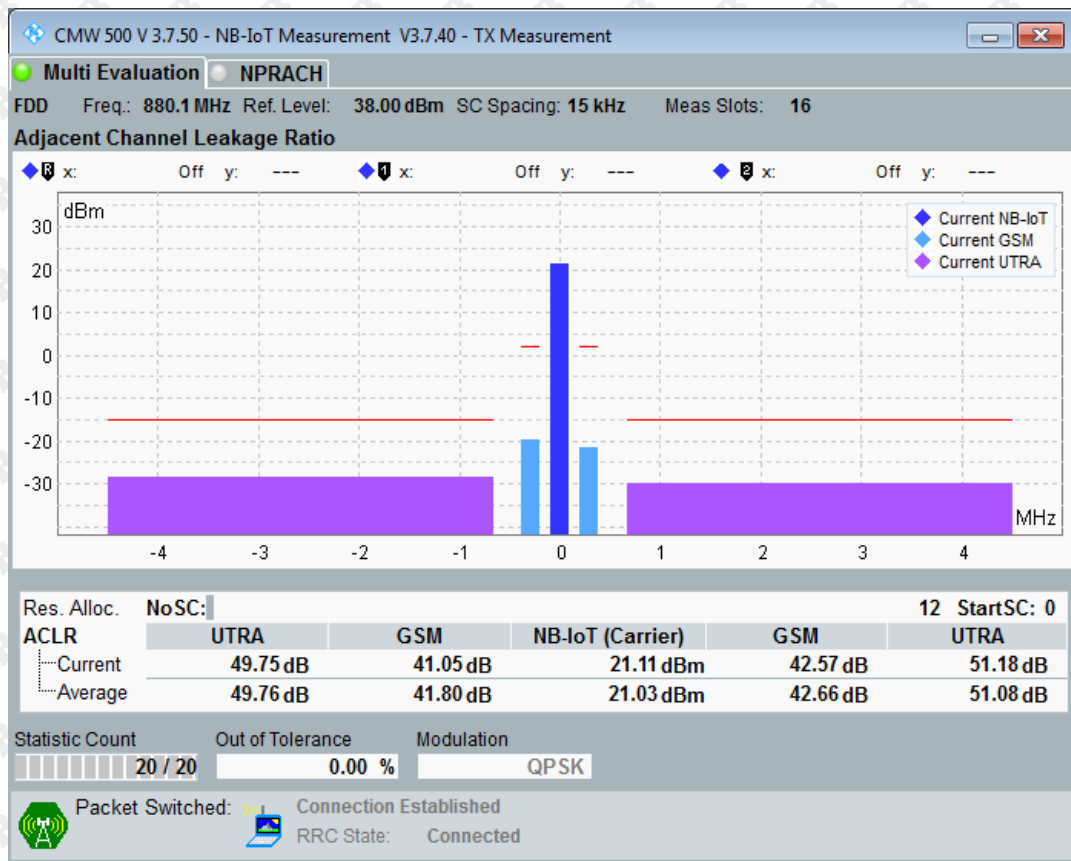 CMW 500 V 3.7.50 - NB-IoT Measurement V3.7.40 - TX Measurement
Multi Evaluation NPRACH
FDD Freq.: 880.1 MHz Ref. Level: 38.00 dBm SC Spacing: 15 kHz Meas Slots: 16
Adjacent Channel Leakage Ratio
R x: Off y: --- 1 x: Off y: --- 2 x: Off y: ---
dBm
Current NB-IoT
Current GSM
Current UTRA
30
20
10
0
-10
-20
-30
MHz
-4 -3 -2 -1 0 1 2 3 4
Res. Alloc. NoSC: 12 StartSC: 0
ACLR UTRA GSM NB-IoT (Carrier) GSM UTRA
Current 49.75 dB 41.05 dB 21.11 dBm 42.57 dB 51.18 dB
Average 49.76 dB 41.80 dB 21.03 dBm 42.66 dB 51.08 dB
Statistic Count Out of Tolerance Modulation
20 / 20 0.00 % QPSK
Packet Switched: Connection Established
RRC State: Connected